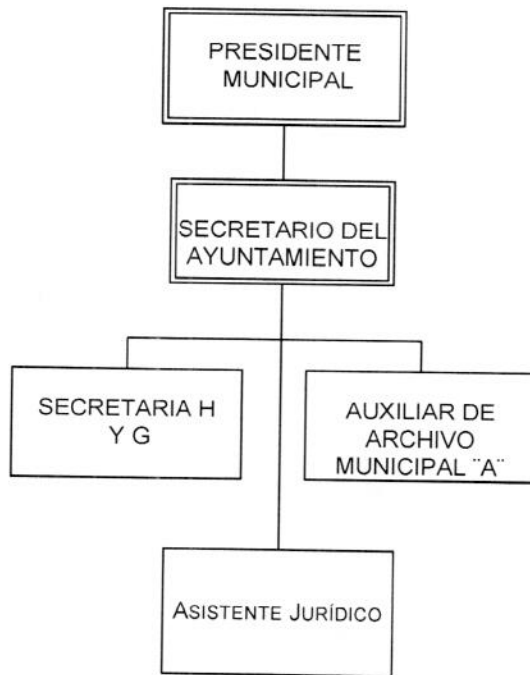 PRESIDENTE
MUNICIPAL
SECRETARIO DEL
AYUNTAMIENTO
SECRETARIA H
Y G
AUXILIAR DE
ARCHIVO
MUNICIPAL ¨A¨
ASISTENTE JURÍDICO